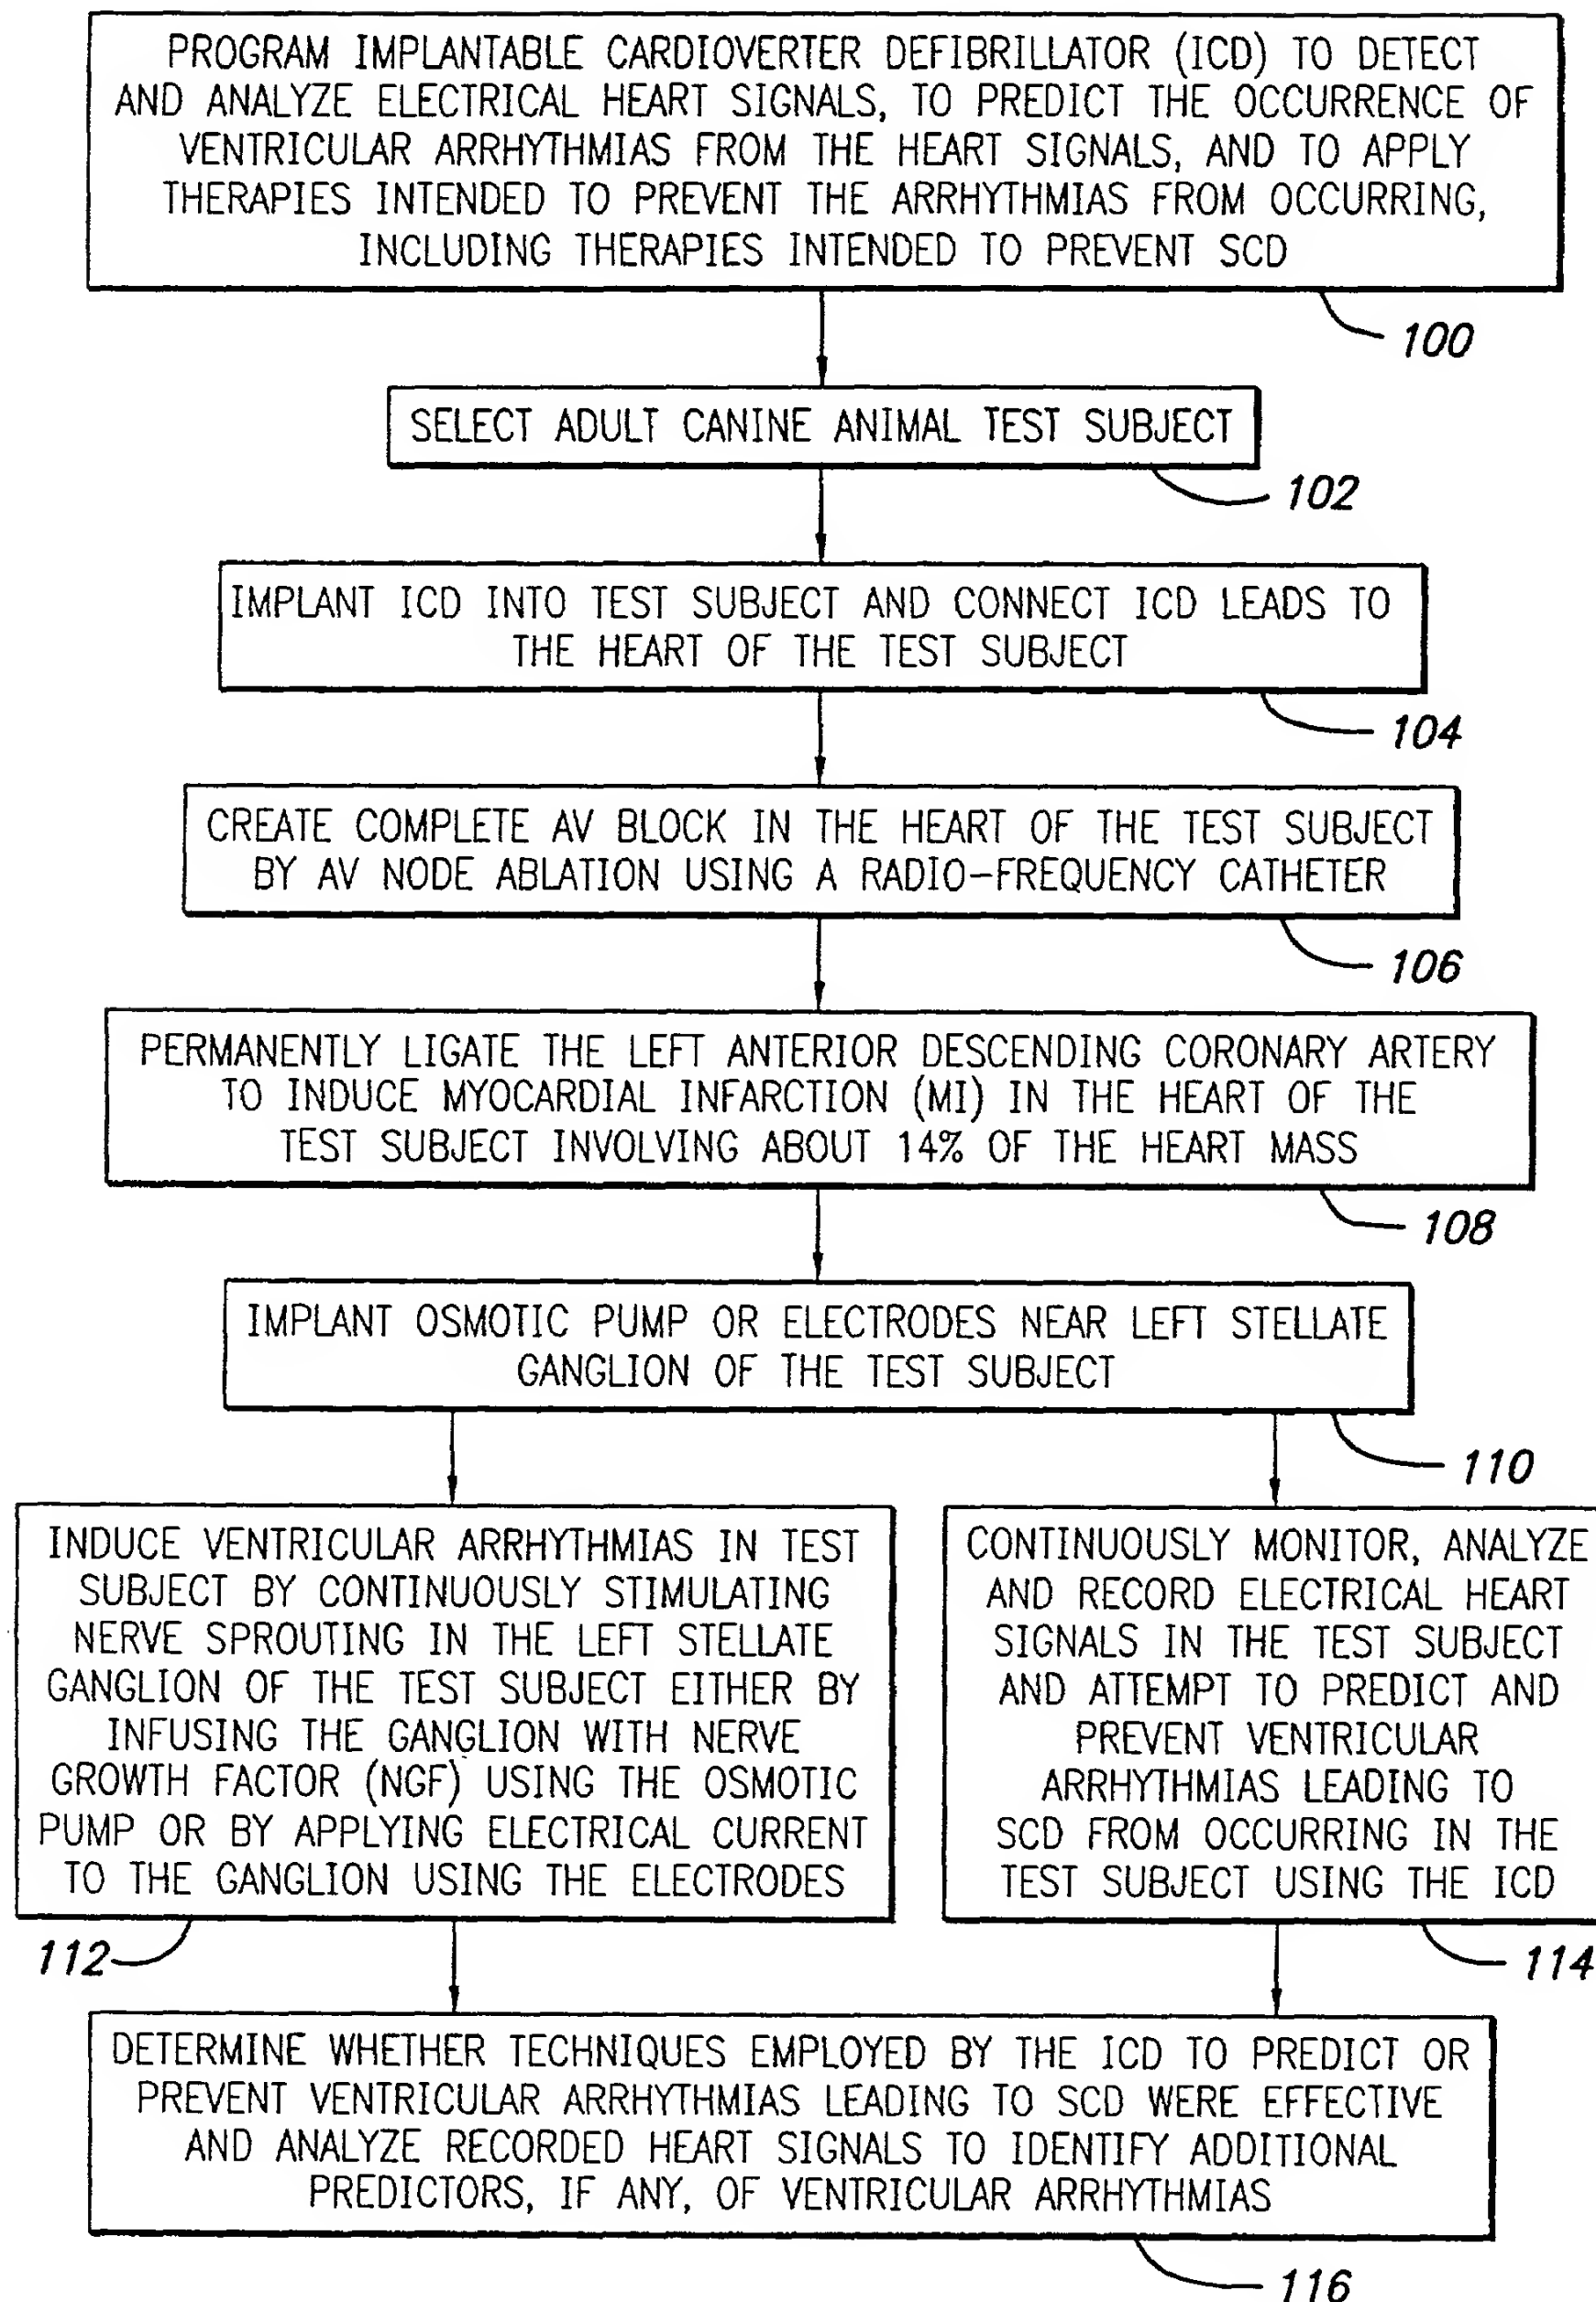 PROGRAM IMPLANTABLE CARDIOVERTER DEFIBRILLATOR (ICD) TO DETECT
AND ANALYZE ELECTRICAL HEART SIGNALS, TO PREDICT THE OCCURRENCE OF
VENTRICULAR ARRHYTHMIAS FROM THE HEART SIGNALS, AND TO APPLY
THERAPIES INTENDED TO PREVENT THE ARRHYTHMIAS FROM OCCURRING,
INCLUDING THERAPIES INTENDED TO PREVENT SCD
100
SELECT ADULT CANINE ANIMAL TEST SUBJECT
102
IMPLANT ICD INTO TEST SUBJECT AND CONNECT ICD LEADS TO
THE HEART OF THE TEST SUBJECT
104
CREATE COMPLETE AV BLOCK IN THE HEART OF THE TEST SUBJECT
BY AV NODE ABLATION USING A RADIO-FREQUENCY CATHETER
106
PERMANENTLY LIGATE THE LEFT ANTERIOR DESCENDING CORONARY ARTERY
TO INDUCE MYOCARDIAL INFARCTION (MI) IN THE HEART OF THE
TEST SUBJECT INVOLVING ABOUT 14% OF THE HEART MASS
108
IMPLANT OSMOTIC PUMP OR ELECTRODES NEAR LEFT STELLATE
GANGLION OF THE TEST SUBJECT
110
INDUCE VENTRICULAR ARRHYTHMIAS IN TEST
SUBJECT BY CONTINUOUSLY STIMULATING
NERVE SPROUTING IN THE LEFT STELLATE
GANGLION OF THE TEST SUBJECT EITHER BY
INFUSING THE GANGLION WITH NERVE
GROWTH FACTOR (NGF) USING THE OSMOTIC
PUMP OR BY APPLYING ELECTRICAL CURRENT
TO THE GANGLION USING THE ELECTRODES
112
CONTINUOUSLY MONITOR, ANALYZE
AND RECORD ELECTRICAL HEART
SIGNALS IN THE TEST SUBJECT
AND ATTEMPT TO PREDICT AND
PREVENT VENTRICULAR
ARRHYTHMIAS LEADING TO
SCD FROM OCCURRING IN THE
TEST SUBJECT USING THE ICD
114
DETERMINE WHETHER TECHNIQUES EMPLOYED BY THE ICD TO PREDICT OR
PREVENT VENTRICULAR ARRHYTHMIAS LEADING TO SCD WERE EFFECTIVE
AND ANALYZE RECORDED HEART SIGNALS TO IDENTIFY ADDITIONAL
PREDICTORS, IF ANY, OF VENTRICULAR ARRHYTHMIAS
116